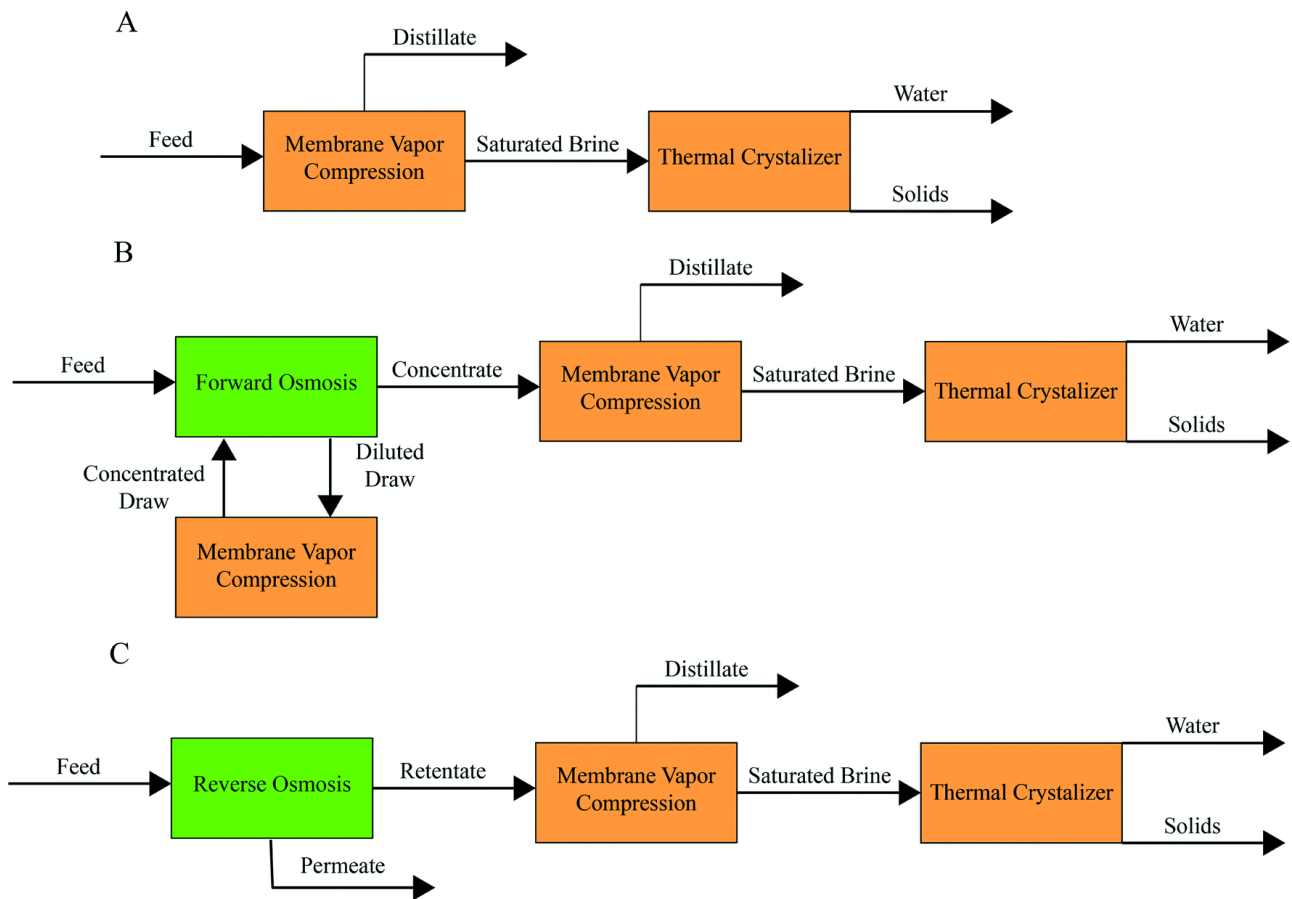 A
Distillate
Water
Feed
Membrane Vapor
Compression
Saturated Brine
Thermal Crystalizer
Solids
B
Distillate
Water
Feed
Forward Osmosis
Concentrate
Membrane Vapor
Compression
Saturated Brine
Thermal Crystalizer
Solids
Concentrated
Draw
Diluted
Draw
Membrane Vapor
Compression
C
Distillate
Water
Feed
Reverse Osmosis
Retentate
Membrane Vapor
Compression
Saturated Brine
Thermal Crystalizer
Solids
Permeate